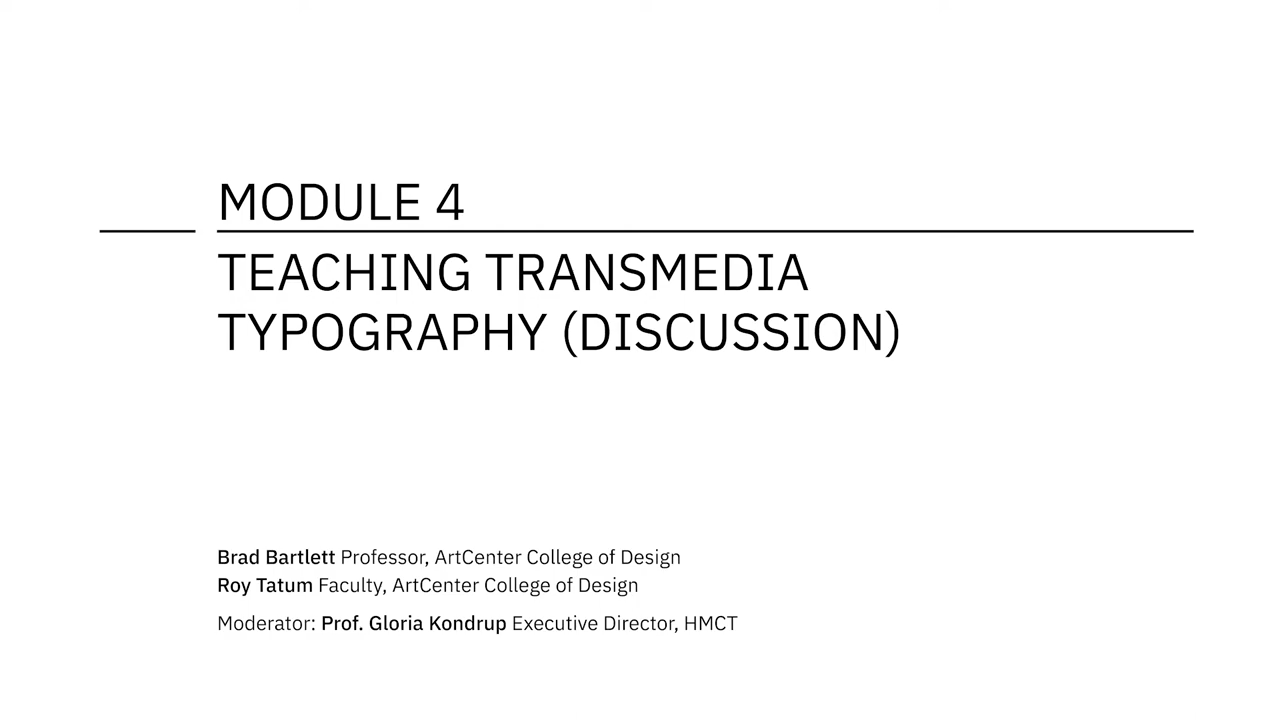 MODULE 4
TEACHING TRANSMEDIA
TYPOGRAPHY (DISCUSSION)
Brad Bartlett Professor, ArtCenter College of Design
Roy Tatum Faculty, ArtCenter College of Design
Moderator: Prof. Gloria Kondrup Executive Director, HMCT